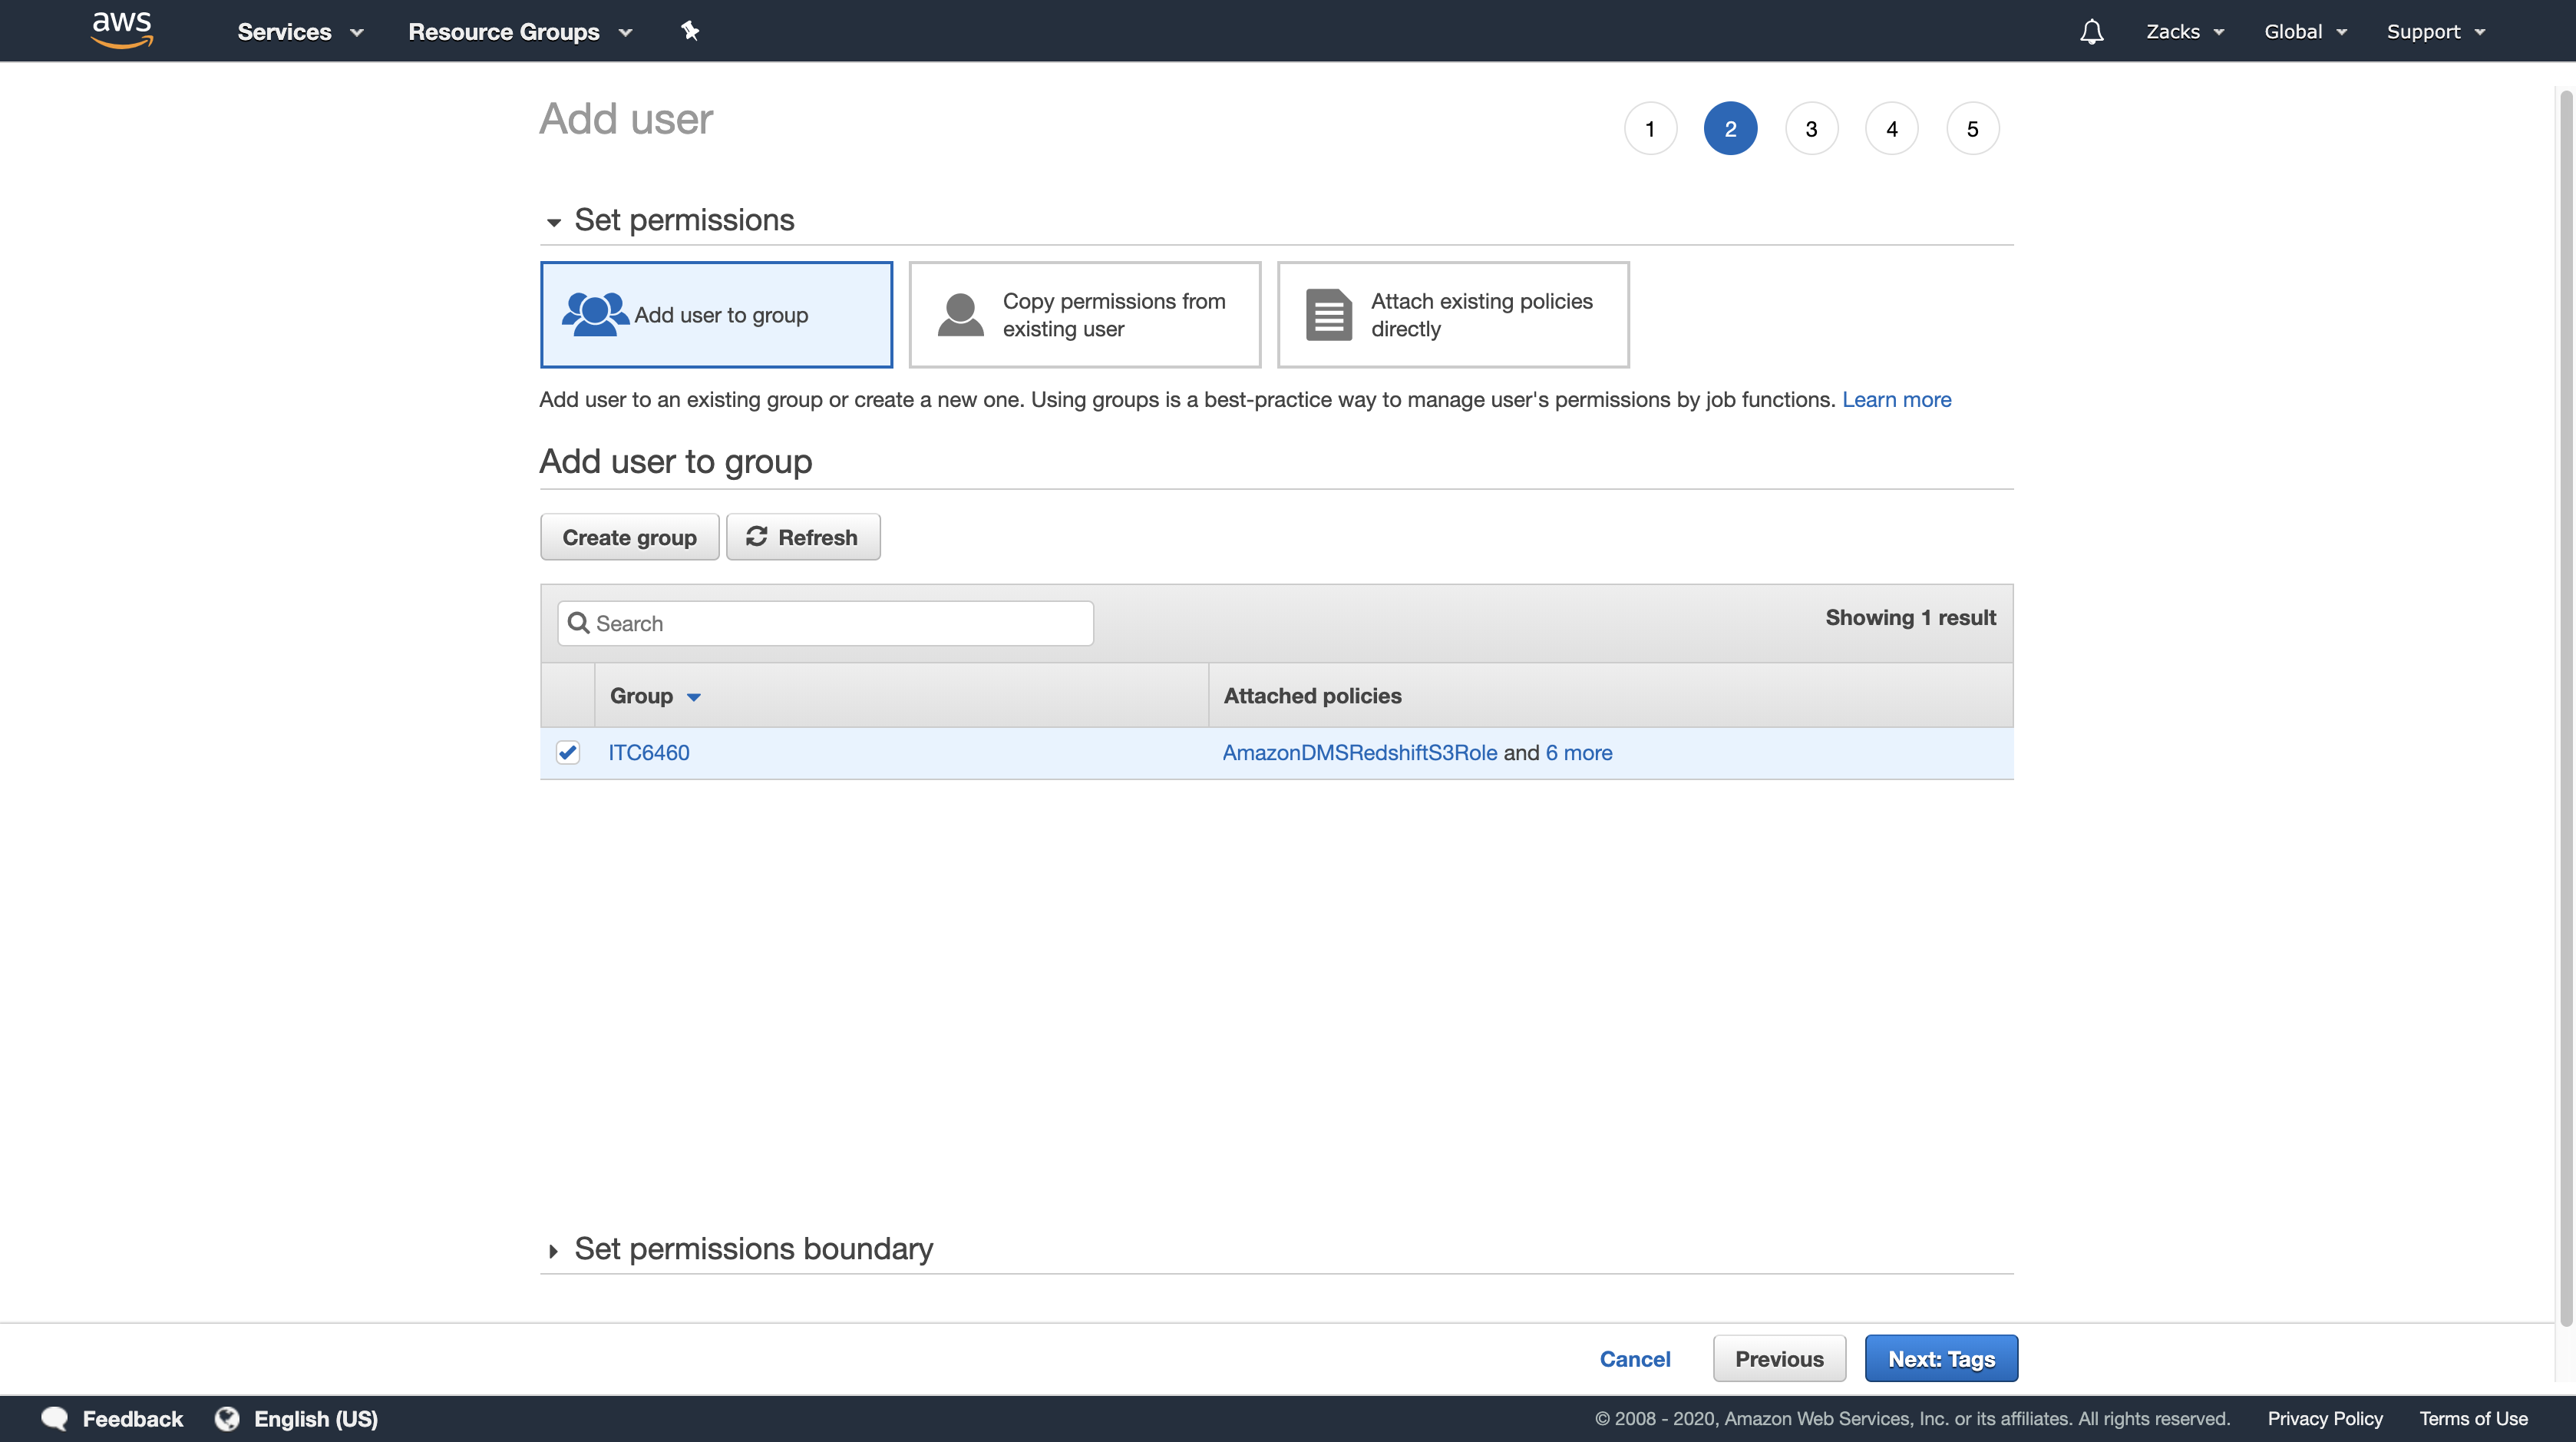 aws Services Resource Groups Zacks Global Support
Add user 1 2 3 4 5
Set permissions
Add user to group
Copy permissions from
existing user
Attach existing policies
directly
Add user to an existing group or create a new one. Using groups is a best-practice way to manage user's permissions by job functions. Learn more
Add user to group
Create group Refresh
Search Showing 1 result
Group Attached policies
ITC6460 AmazonDMSRedshiftS3Role and 6 more
Set permissions boundary
Cancel Previous Next: Tags
Feedback English (US) © 2008 - 2020, Amazon Web Services, Inc. or its affiliates. All rights reserved. Privacy Policy Terms of Use